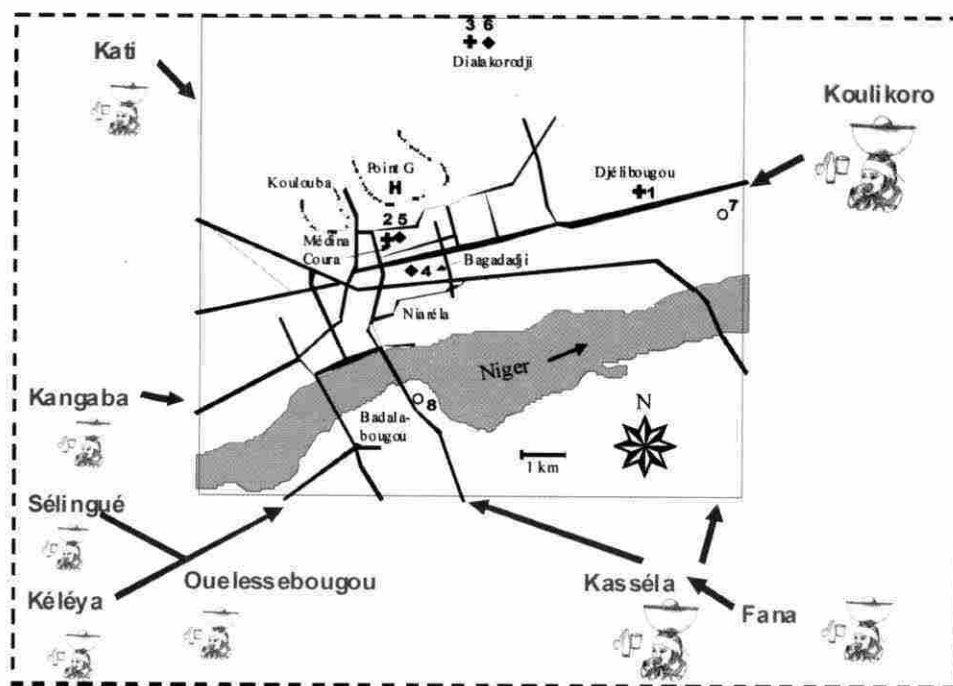 3 6
Dialakorodji
Kati
Koulikoro
Point G
H
Koulouba
Djélibougou
1
7
2 5
Médina
Coura
4
Bagadadji
Niaréla
Niger
Kangaba
8
Badala-
bougou
N
1 km
Sélingué
Ouelessebougou
Kasséla
Kéléya
Fana